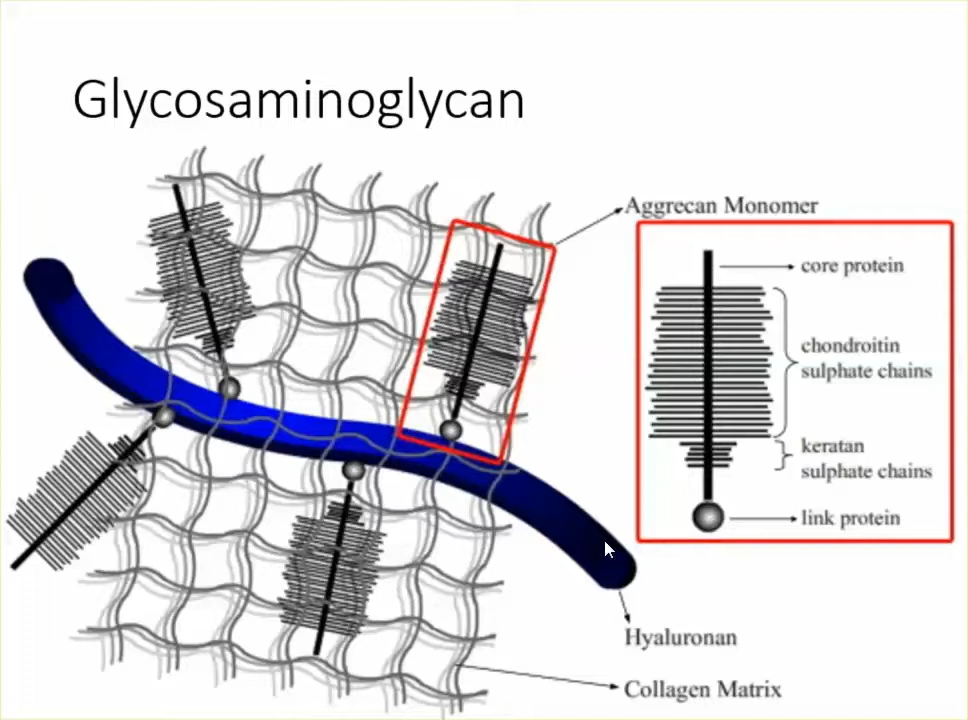 Glycosaminoglycan
Aggrecan Monomer
core protein
chondroitin
sulphate chains
keratan
sulphate chains
link protein
Hyaluronan
Collagen Matrix